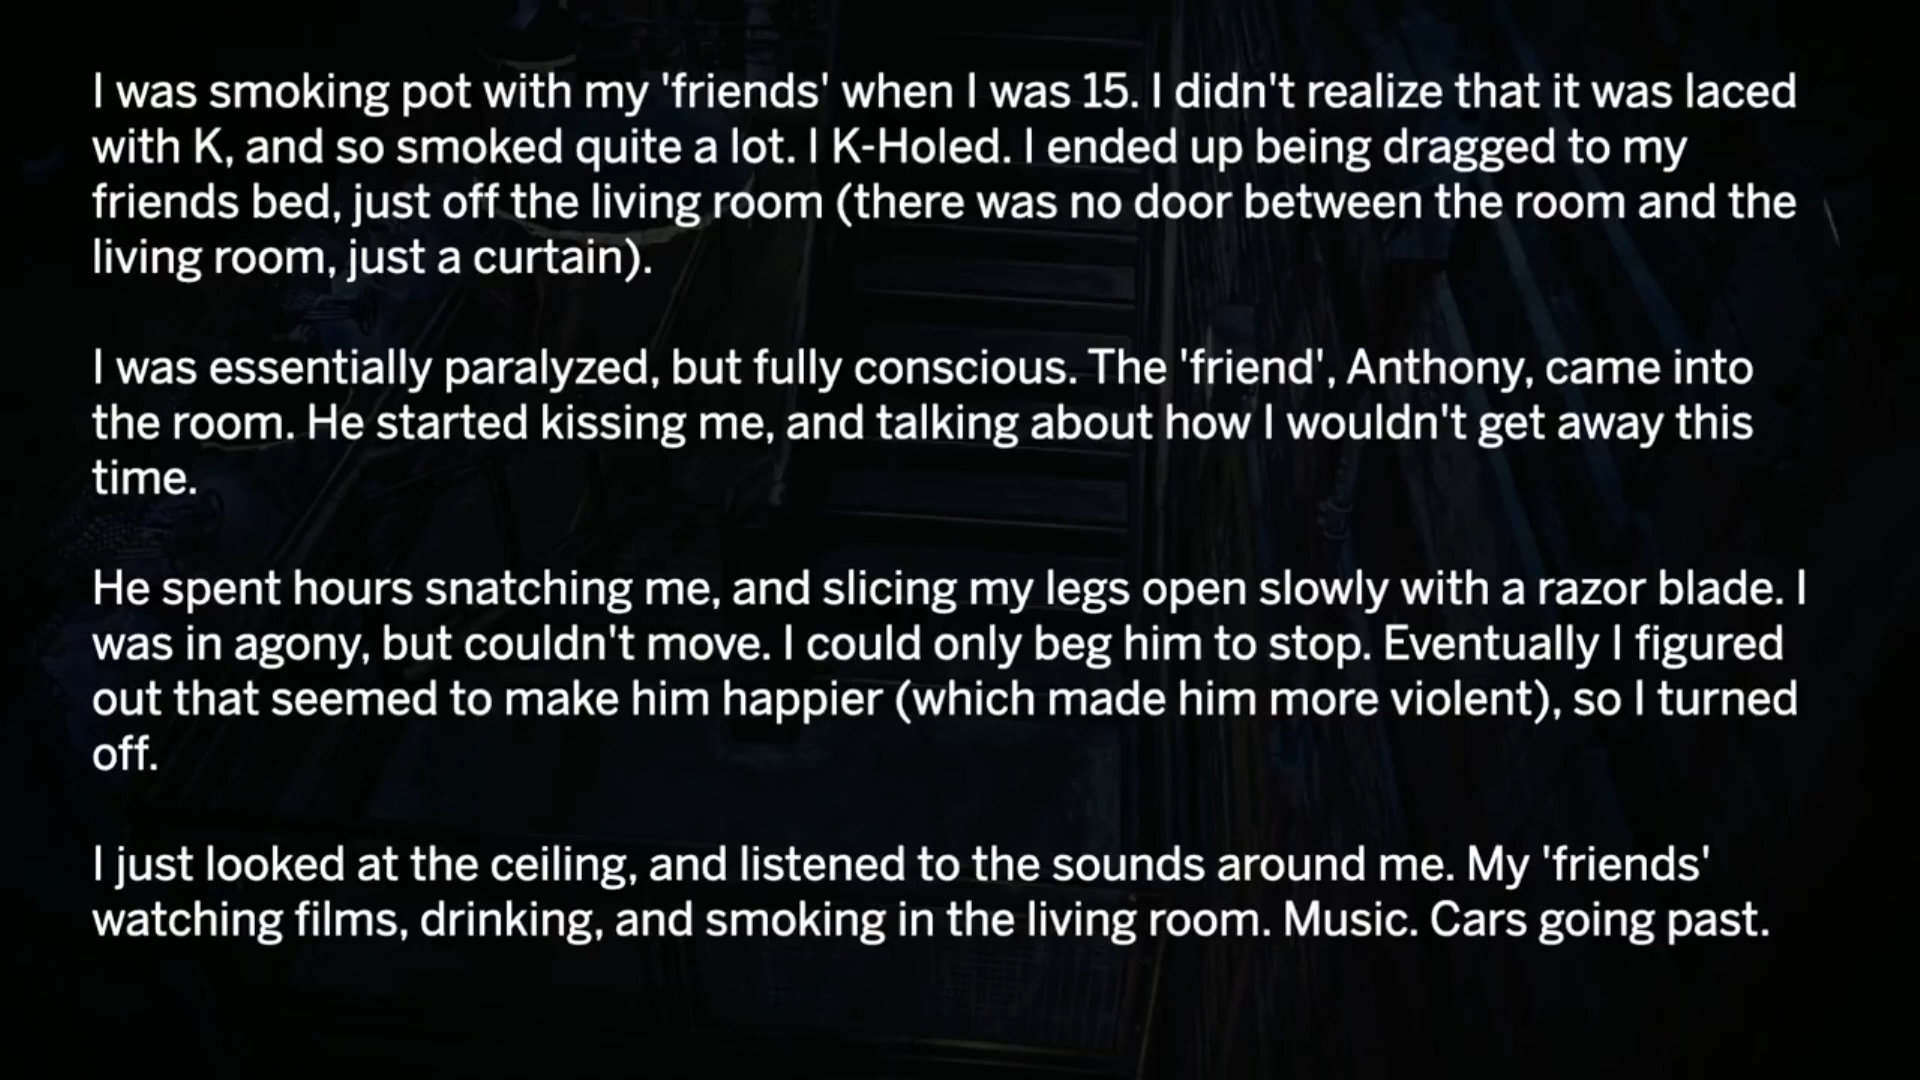 I was smoking pot with my 'friends' when I was 15. I didn't realize that it was laced
with K, and so smoked quite a lot. I K-Holed. I ended up being dragged to my
friends bed, just off the living room (there was no door between the room and the
living room, just a curtain).
I was essentially paralyzed, but fully conscious. The 'friend', Anthony, came into
the room. He started kissing me, and talking about how I wouldn't get away this
time.
He spent hours snatching me, and slicing my legs open slowly with a razor blade. I
was in agony, but couldn't move. I could only beg him to stop. Eventually I figured
out that seemed to make him happier (which made him more violent), so I turned
off.
I just looked at the ceiling, and listened to the sounds around me. My 'friends'
watching films, drinking, and smoking in the living room. Music. Cars going past.